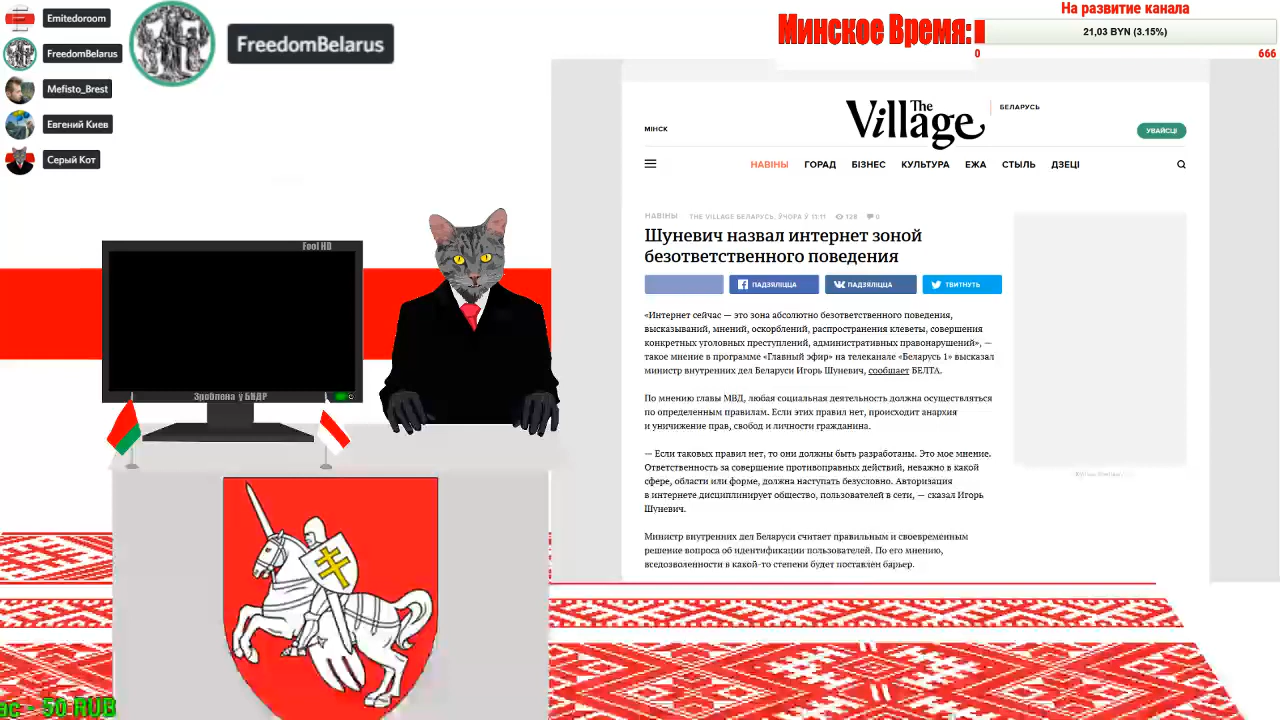 Emitedoroom
FreedomBelarus
Mefisto_Brest
Евгений Киев
Серый Кот
FreedomBelarus
Минское Время:
На развитие канала
21,03 BYN (3.15%)
0
666
The Village
БЕЛАРУСЬ
МІНСК
УВАЙСЦІ
НАВІНЫ ГОРАД БІЗНЕС КУЛЬТУРА ЕЖА СТЫЛЬ ДЗЕЦІ
НАВІНЫ THE VILLAGE БЕЛАРУСЬ, ЎЧОРА Ў 11:11 128 0
Шуневич назвал интернет зоной
безответственного поведения
ПАДЗЯЛІЦЦА ПАДЗЯЛІЦЦА ТВИТНУТЬ
«Интернет сейчас — это зона абсолютно безответственного поведения,
высказываний, мнений, оскорблений, распространения клеветы, совершения
конкретных уголовных преступлений, административных правонарушений», —
такое мнение в программе «Главный эфир» на телеканале «Беларусь 1» высказал
министр внутренних дел Беларуси Игорь Шуневич, сообщает БЕЛТА.
По мнению главы МВД, любая социальная деятельность должна осуществляться
по определенным правилам. Если этих правил нет, происходит анархия
и уничижение прав, свобод и личности гражданина.
— Если таковых правил нет, то они должны быть разработаны. Это мое мнение.
Ответственность за совершение противоправных действий, неважно в какой
сфере, области или форме, должна наступать безусловно. Авторизация
в интернете дисциплинирует общество, пользователей в сети, — сказал Игорь
Шуневич.
Министр внутренних дел Беларуси считает правильным и своевременным
решение вопроса об идентификации пользователей. По его мнению,
вседозволенности в какой-то степени будет поставлен барьер.
Fool HD
Зроблена ў БНДР
ас - 50 RUB